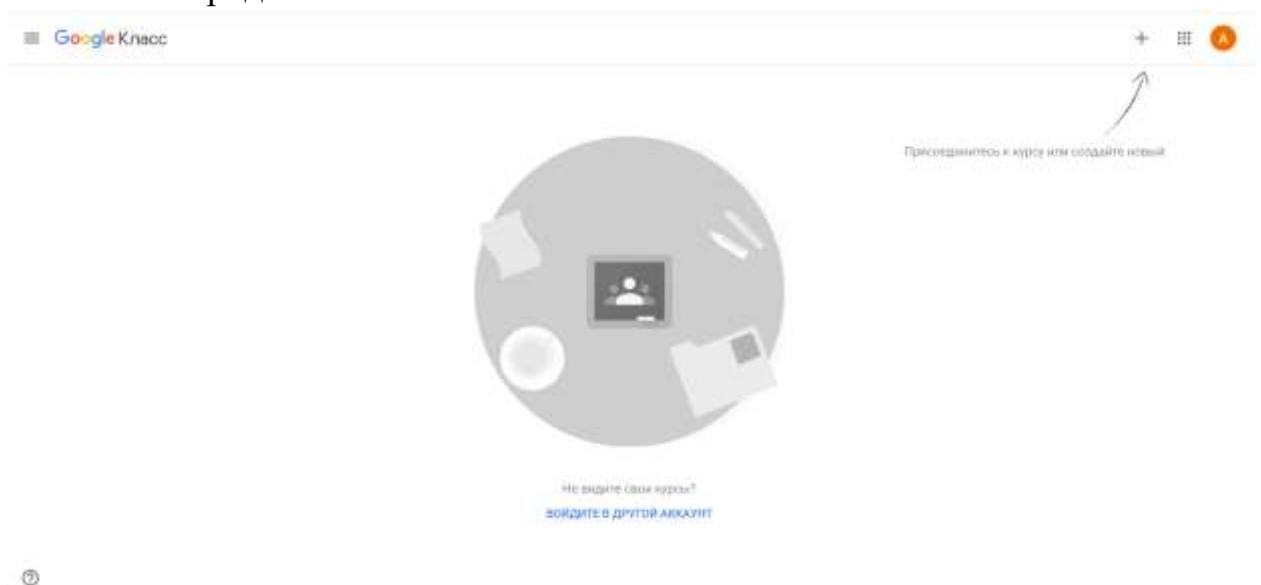 Google Класс
A
Присоединитесь к курсу или создайте новый
Не видите свои курсы?
ВОЙДИТЕ В ДРУГОЙ АККАУНТ